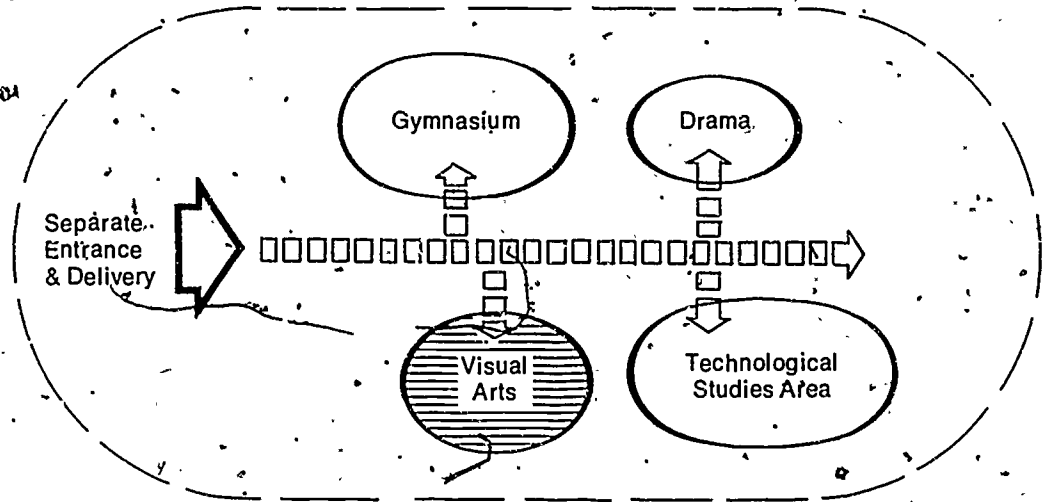 Gymnasium
Drama
Separate
Entrance
& Delivery
Visual
Arts
Technological
Studies Area